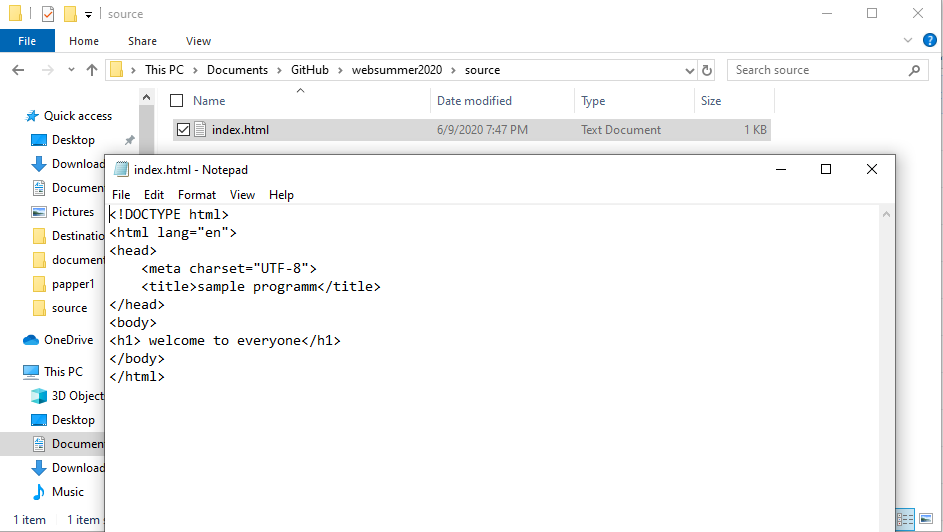 source
File Home Share View
This PC Documents GitHub websummer2020 source
Search source
Name Date modified Type Size
index.html 6/9/2020 7:47 PM Text Document 1 KB
Quick access
Desktop
Download
Documen
Pictures
Destinatio
document
papper1
source
OneDrive
This PC
3D Object
Desktop
Documen
Download
Music
1 item 1 item s
index.html - Notepad
File Edit Format View Help
<!DOCTYPE html>
<html lang="en">
<head>
<meta charset="UTF-8">
<title>sample programm</title>
</head>
<body>
<h1> welcome to everyone</h1>
</body>
</html>